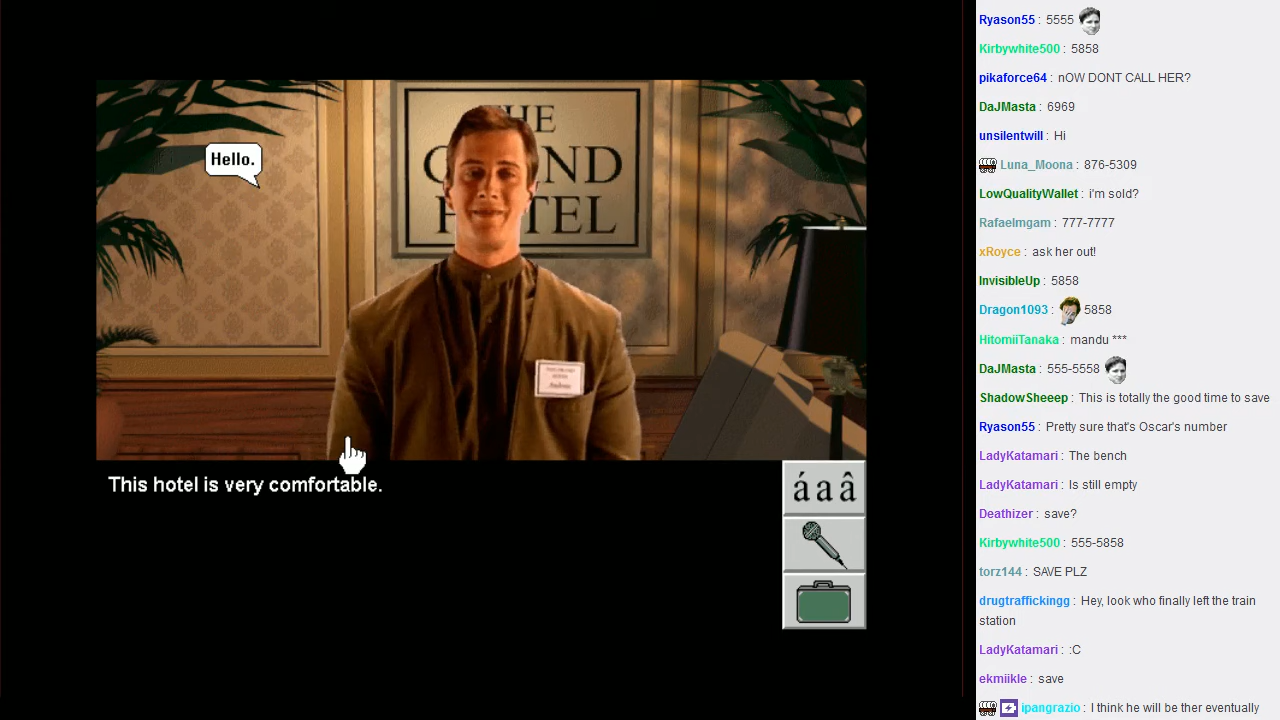 THE
GRAND
HOTEL
Hello.
This hotel is very comfortable.
á a â
Ryason55 : 5555
Kirbywhite500 : 5858
pikaforce64 : nOW DONT CALL HER?
DaJMasta : 6969
unsilentwill : Hi
Luna_Moona : 876-5309
LowQualityWallet : i'm sold?
Rafaelmgam : 777-7777
xRoyce : ask her out!
InvisibleUp : 5858
Dragon1093 : 5858
HitomiiTanaka : mandu ***
DaJMasta : 555-5558
ShadowSheeep : This is totally the good time to save
Ryason55 : Pretty sure that's Oscar's number
LadyKatamari : The bench
LadyKatamari : Is still empty
Deathizer : save?
Kirbywhite500 : 555-5858
torz144 : SAVE PLZ
drugtraffickingg : Hey, look who finally left the train
station
LadyKatamari : :C
ekmiikle : save
ipangrazio : I think he will be ther eventually